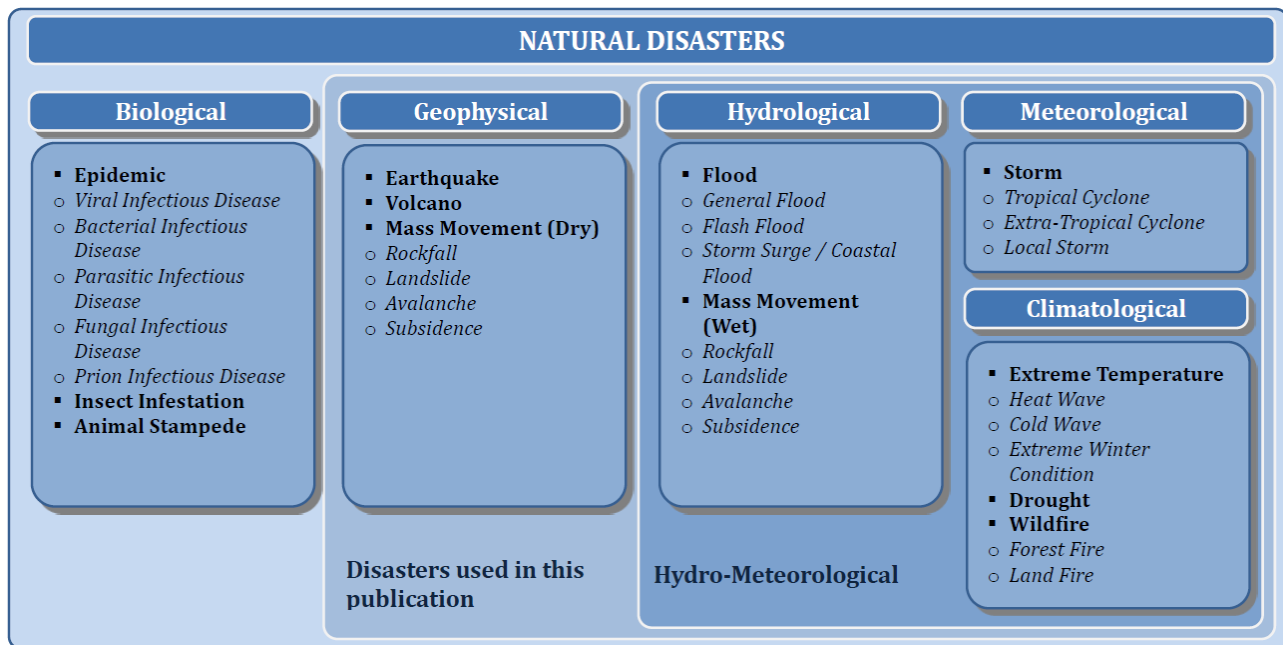 NATURAL DISASTERS
Biological
▪ Epidemic
o Viral Infectious Disease
o Bacterial Infectious
Disease
o Parasitic Infectious
Disease
o Fungal Infectious
Disease
o Prion Infectious Disease
▪ Insect Infestation
▪ Animal Stampede
Geophysical
▪ Earthquake
▪ Volcano
▪ Mass Movement (Dry)
o Rockfall
o Landslide
o Avalanche
o Subsidence
Hydrological
▪ Flood
o General Flood
o Flash Flood
o Storm Surge / Coastal
Flood
▪ Mass Movement
(Wet)
o Rockfall
o Landslide
o Avalanche
o Subsidence
Meteorological
▪ Storm
o Tropical Cyclone
o Extra-Tropical Cyclone
o Local Storm
Climatological
▪ Extreme Temperature
o Heat Wave
o Cold Wave
o Extreme Winter
Condition
▪ Drought
▪ Wildfire
o Forest Fire
o Land Fire
Disasters used in this
publication
Hydro-Meteorological